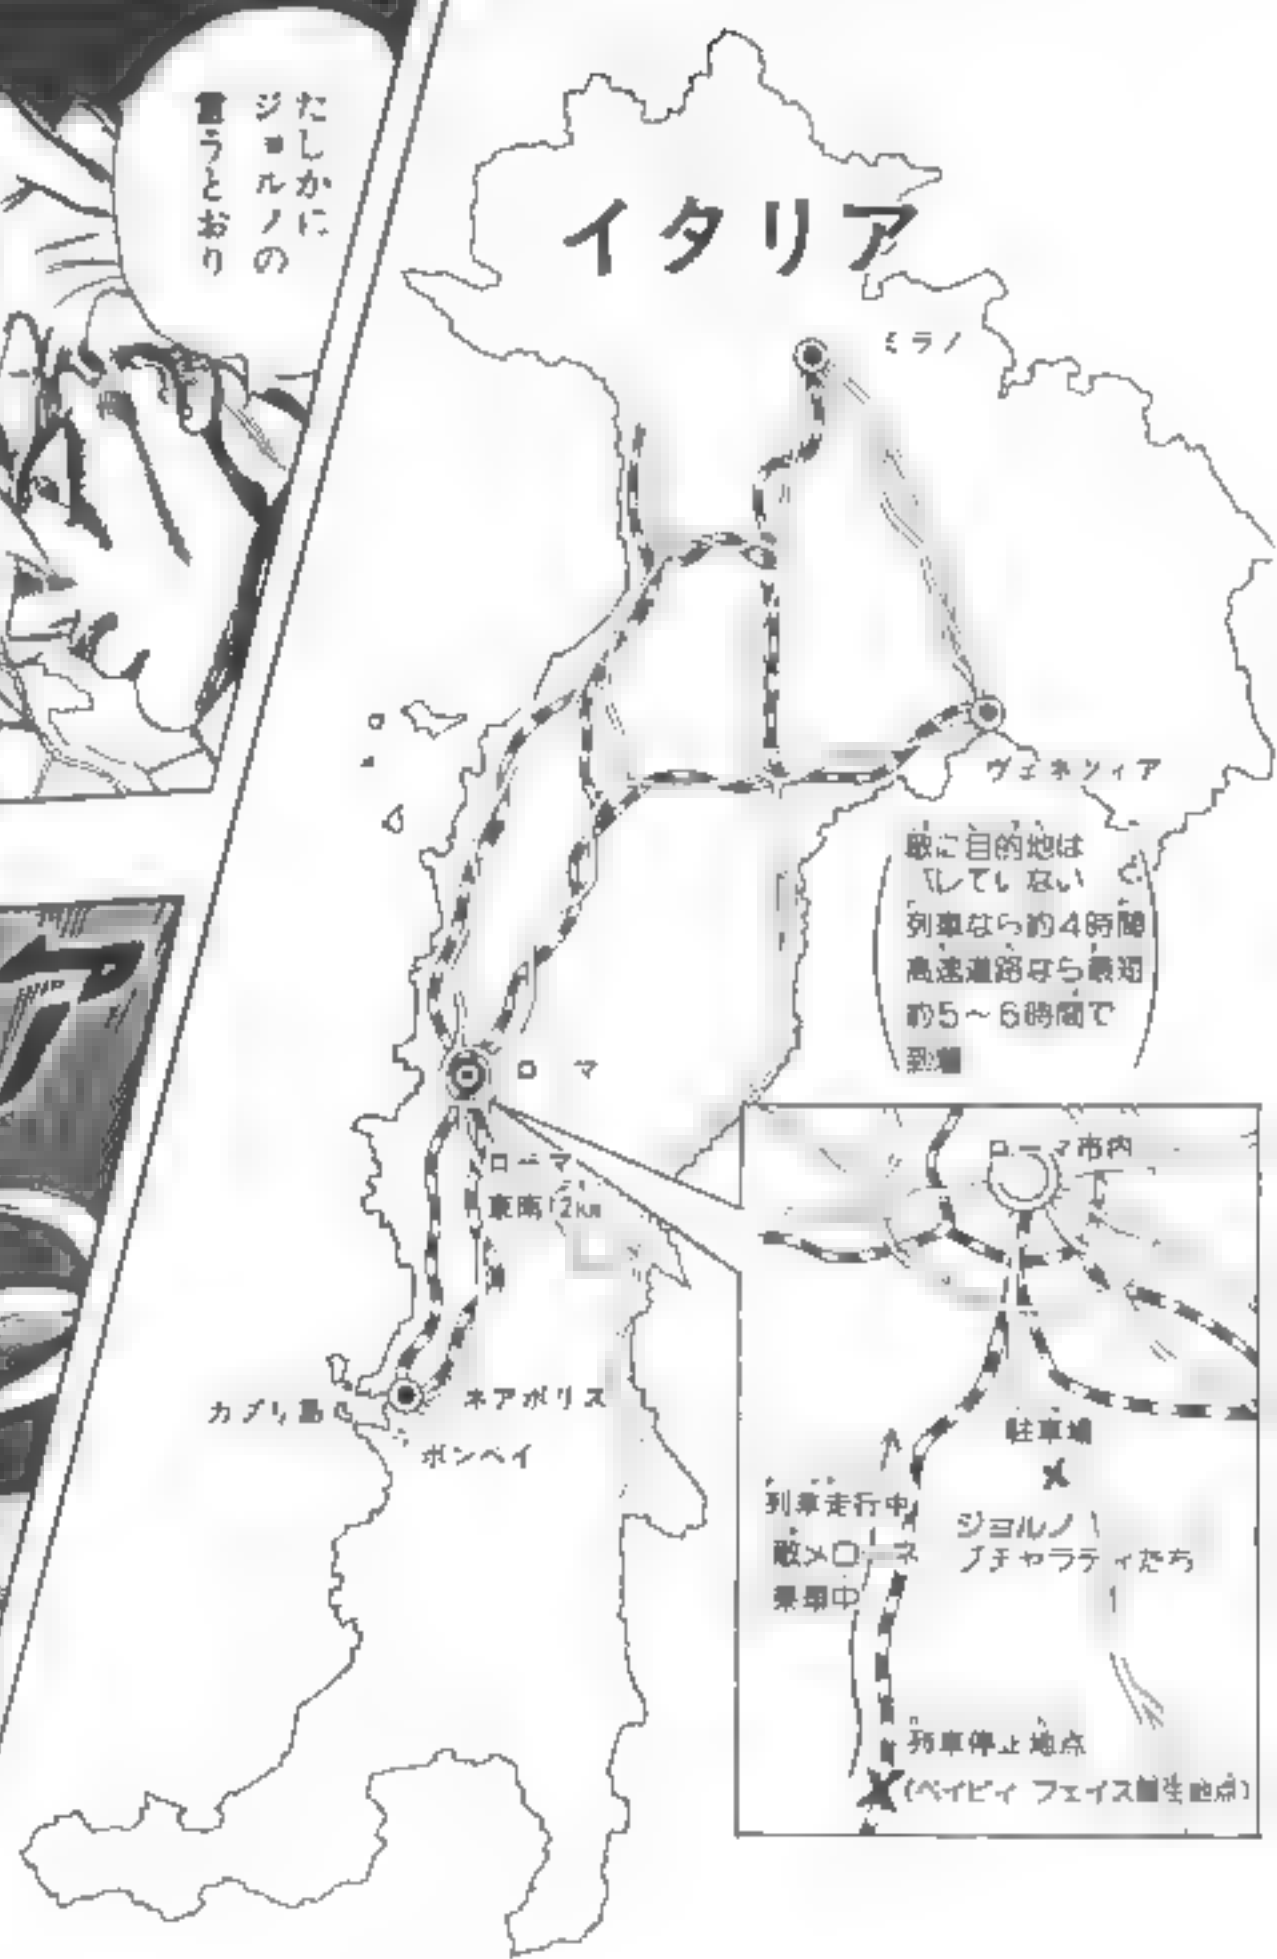 たしかに
ジョルノの
言うとおり
イタリア
ミラノ
ヴェネツィア
敵に目的地は
していない
列車なら約4時間
高速道路なら最短
約5~6時間で
到着
ローマ
ローマ
東南12km
ネアポリス
カプリ島
ポンペイ
ローマ市内
駐車場
ジョルノ
ブチャラティたち
列車走行中
敵メローネ
乗車中
列車停止地点
(ベイビィ フェイス誕生地点)